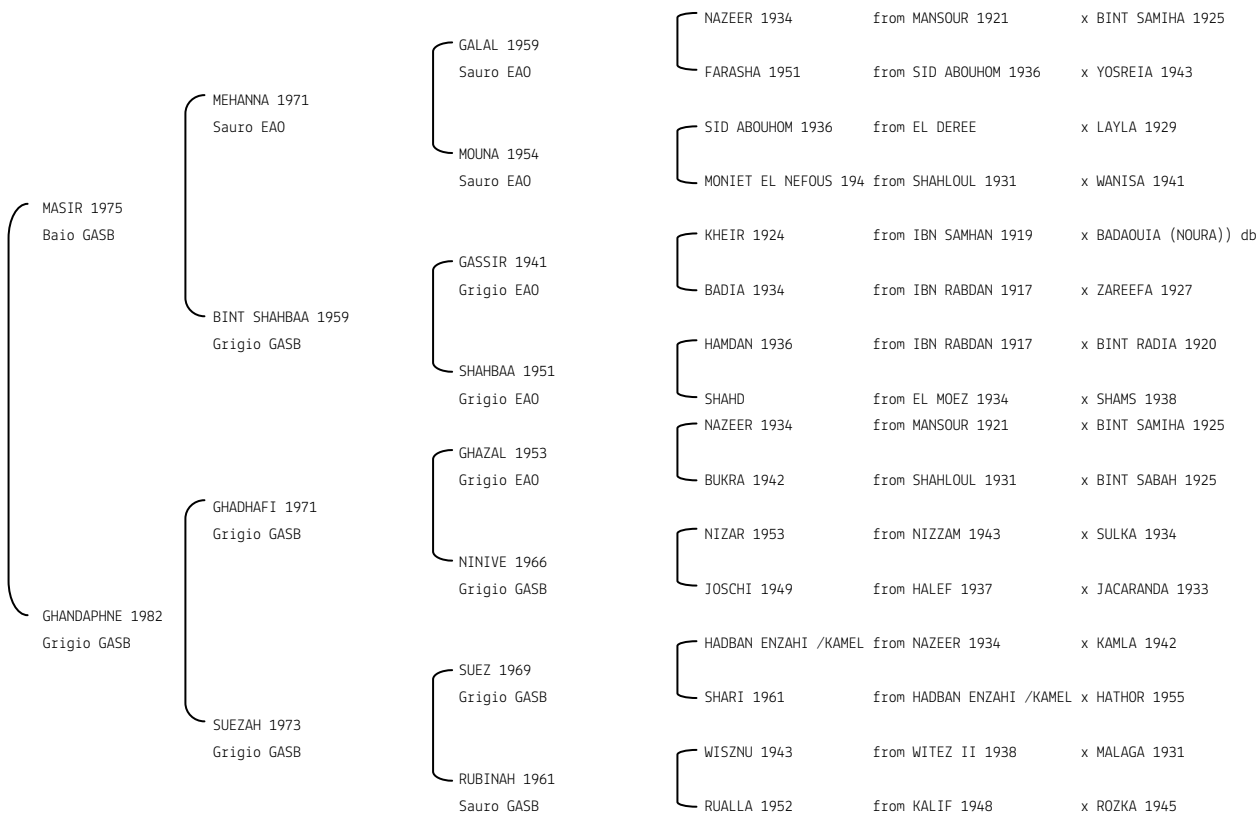 NAZEER 1934 from MANSOUR 1921 x BINT SAMIHA 1925
GALAL 1959
Sauro EAO
FARASHA 1951 from SID ABOUHOM 1936 x YOSREIA 1943
MEHANNA 1971
Sauro EAO
SID ABOUHOM 1936 from EL DEREE x LAYLA 1929
MOUNA 1954
Sauro EAO
MONIET EL NEFOUS 194 from SHAHLOUL 1931 x WANISA 1941
MASIR 1975
Baio GASB
KHEIR 1924 from IBN SAMHAN 1919 x BADAOUIA (NOURA)) db
GASSIR 1941
Grigio EAO
BADIA 1934 from IBN RABDAN 1917 x ZAREEFA 1927
BINT SHAHBAA 1959
Grigio GASB
HAMDAN 1936 from IBN RABDAN 1917 x BINT RADIA 1920
SHAHBAA 1951
Grigio EAO
SHAHD from EL MOEZ 1934 x SHAMS 1938
NAZEER 1934 from MANSOUR 1921 x BINT SAMIHA 1925
GHAZAL 1953
Grigio EAO
BUKRA 1942 from SHAHLOUL 1931 x BINT SABAH 1925
GHADHAFI 1971
Grigio GASB
NIZAR 1953 from NIZZAM 1943 x SULKA 1934
NINIVE 1966
Grigio GASB
JOSCHI 1949 from HALEF 1937 x JACARANDA 1933
GHANDAPHNE 1982
Grigio GASB
HADBAN ENZAHI /KAMEL from NAZEER 1934 x KAMLA 1942
SUEZ 1969
Grigio GASB
SHARI 1961 from HADBAN ENZAHI /KAMEL x HATHOR 1955
SUEZAH 1973
Grigio GASB
WISZNU 1943 from WITEZ II 1938 x MALAGA 1931
RUBINAH 1961
Sauro GASB
RUALLA 1952 from KALIF 1948 x ROZKA 1945